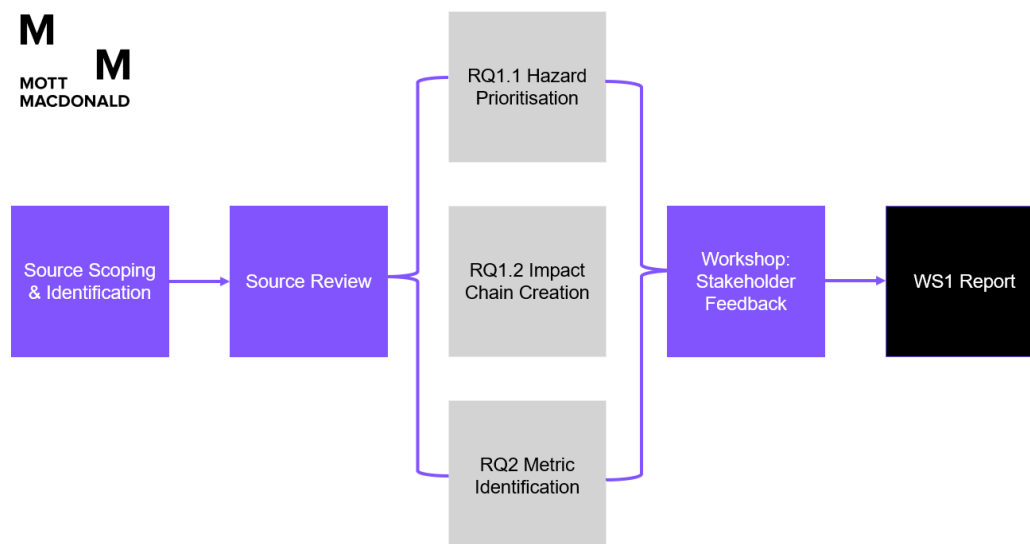 M
M
MOTT
MACDONALD
RQ1.1 Hazard
Prioritisation
Source Scoping
& Identification
Source Review
RQ1.2 Impact
Chain Creation
Workshop:
Stakeholder
Feedback
WS1 Report
RQ2 Metric
Identification